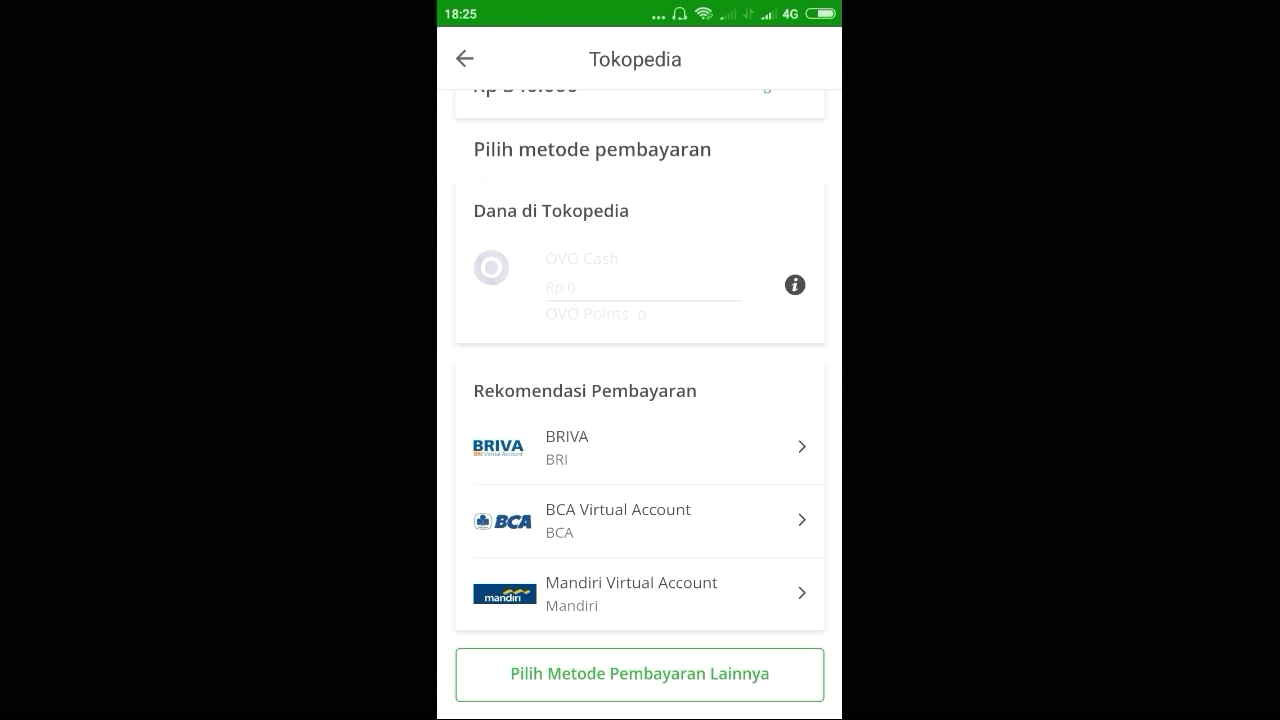 18:25
4G
Tokopedia
Rp
Pilih metode pembayaran
Dana di Tokopedia
OVO Cash
Rp 0
OVO Points 0
Rekomendasi Pembayaran
BRIVA
BRI Virtual Account
BRIVA
BRI
BCA
BCA Virtual Account
BCA
mandiri
Mandiri Virtual Account
Mandiri
Pilih Metode Pembayaran Lainnya